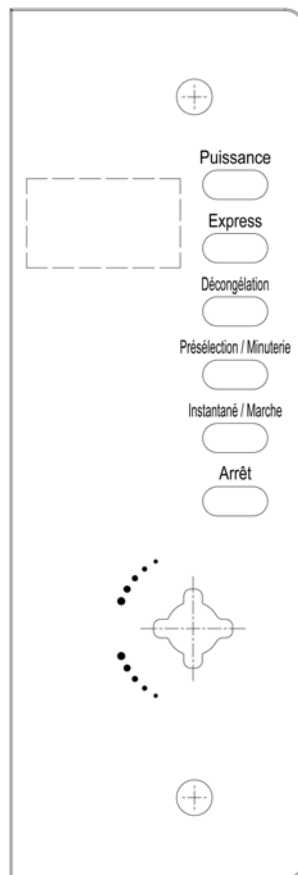 Puissance
Express
Décongélation
Présélection / Minuterie
Instantané / Marche
Arrêt